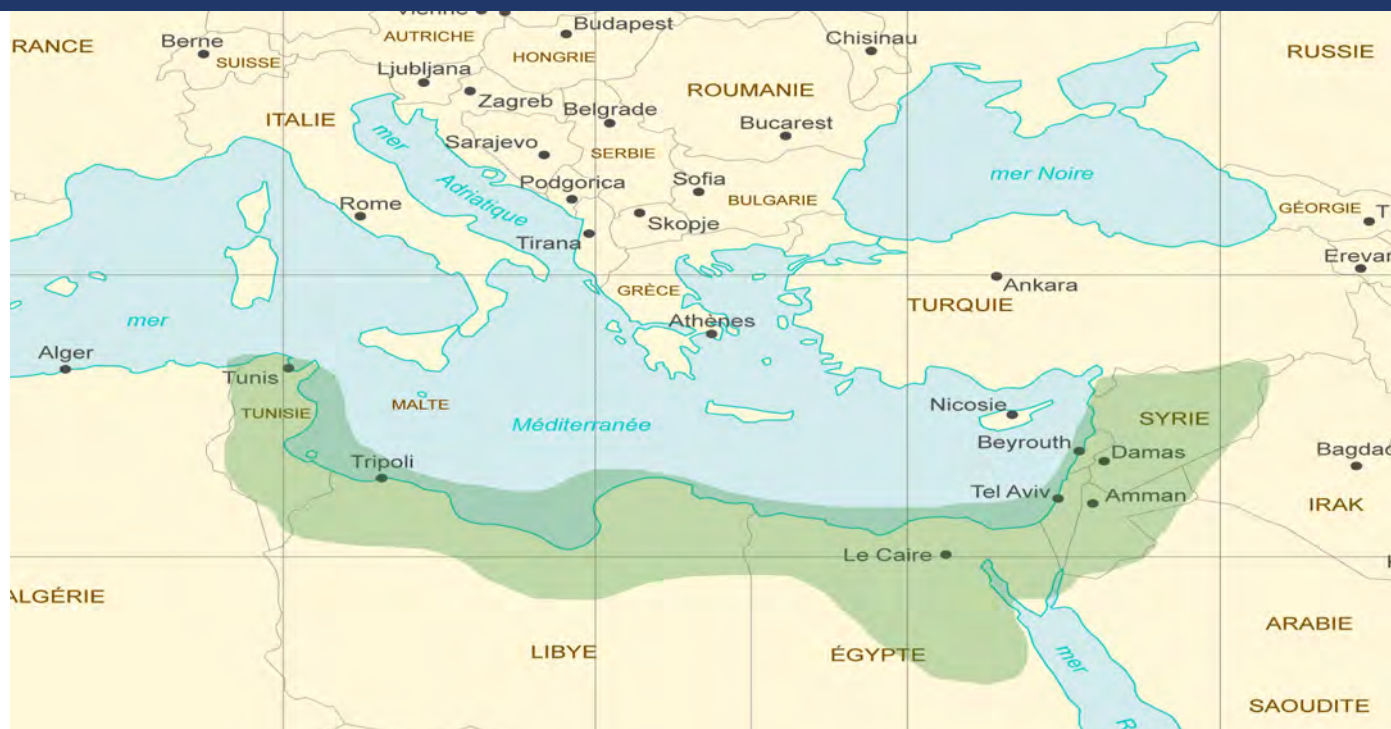 Budapest
Chisinau
RANCE
Berne
AUTRICHE
RUSSIE
SUISSE
HONGRIE
Ljubljana
Zagreb
ROUMANIE
Belgrade
ITALIE
Bucarest
mer
Adriatique
Sarajevo
SERBIE
mer Noire
Podgorica
Sofia
BULGARIE
GÉORGIE
T
Rome
Skopje
Tirana
Erevan
GRÈCE
Ankara
TURQUIE
mer
Méditerranée
Athènes
Alger
Tunis
TUNISIE
MALTE
Nicosie
SYRIE
Beyrouth
Damas
Tripoli
Bagdad
Tel Aviv
Amman
IRAK
Le Caire
ALGÉRIE
LIBYE
ÉGYPTE
mer
R
ARABIE
SAOUDITE